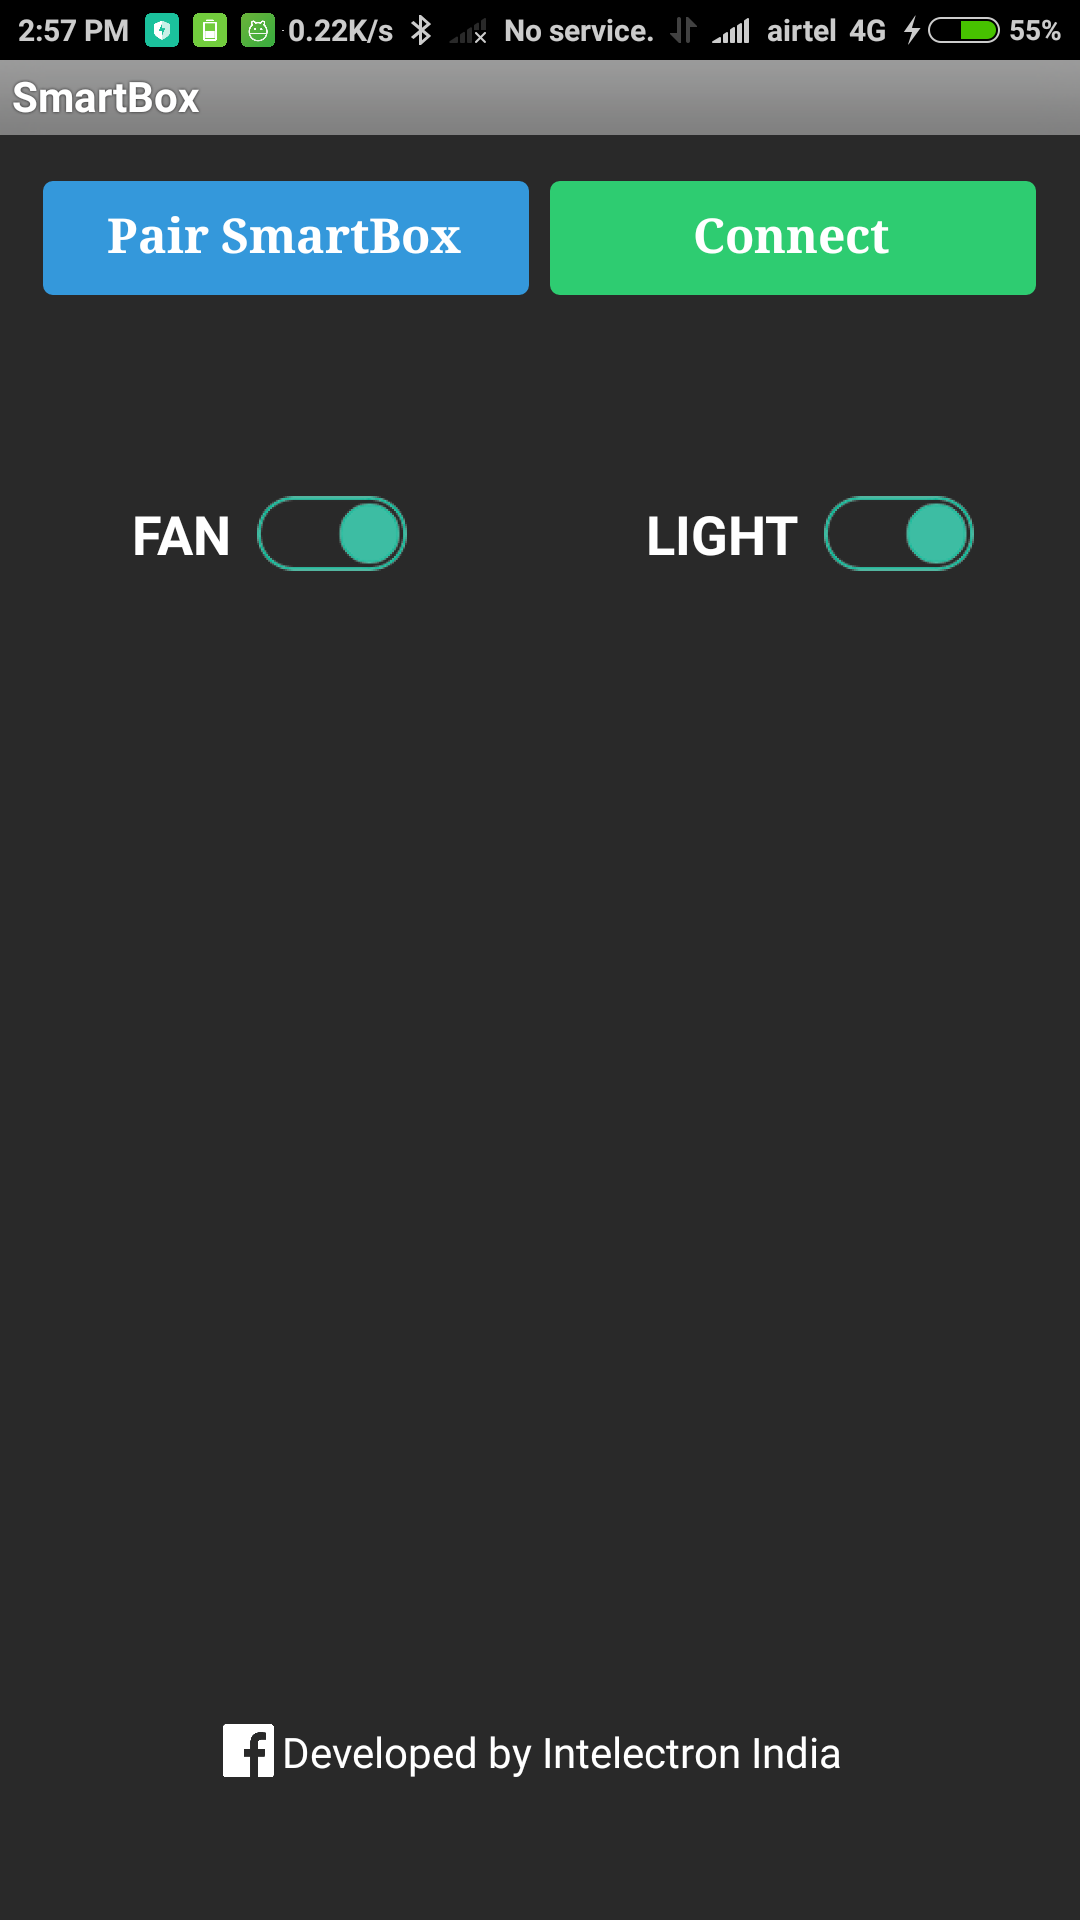 2:57 PM 0.22K/s No service. airtel 4G 55%
SmartBox
Pair SmartBox Connect
FAN LIGHT
Developed by Intelectron India